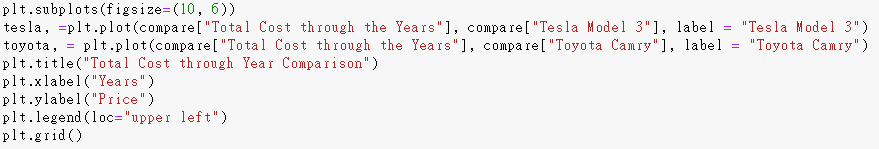 plt.subplots(figsize=(10, 6))
tesla, =plt.plot(compare["Total Cost through the Years"], compare["Tesla Model 3"], label = "Tesla Model 3")
toyota, = plt.plot(compare["Total Cost through the Years"], compare["Toyota Camry"], label = "Toyota Camry")
plt.title("Total Cost through Year Comparison")
plt.xlabel("Years")
plt.ylabel("Price")
plt.legend(loc="upper left")
plt.grid()